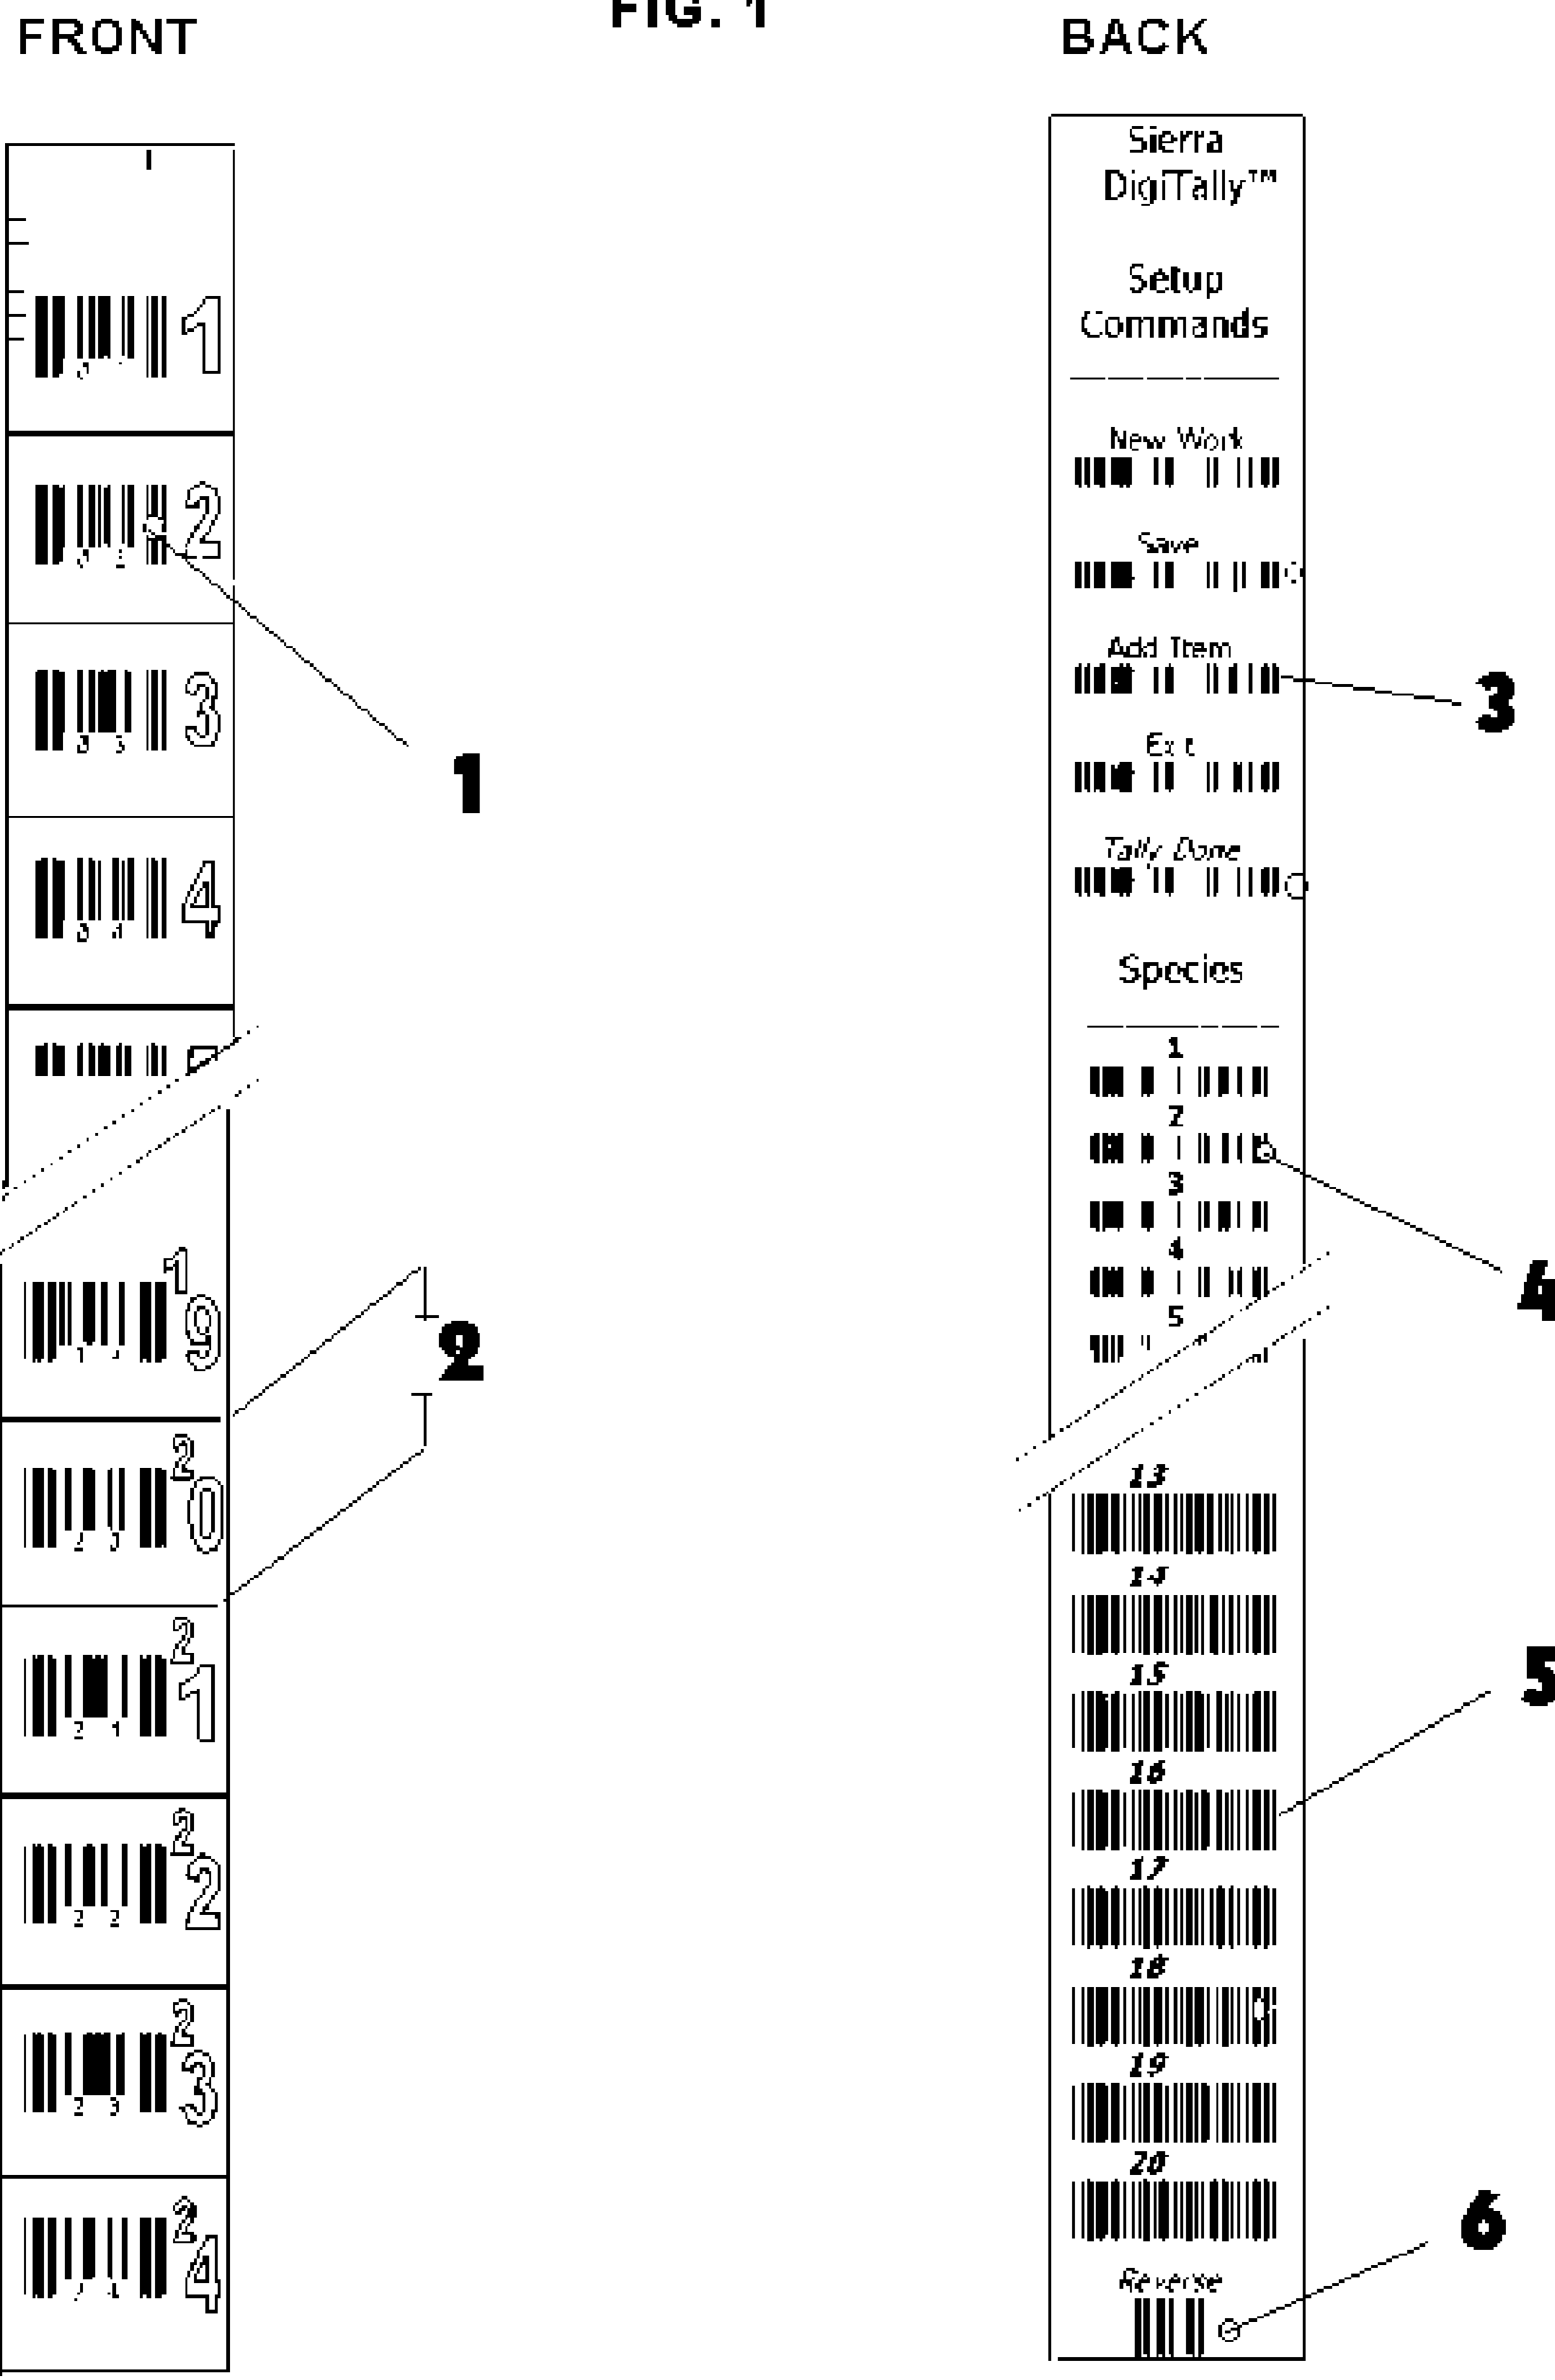 FIG. 1
FRONT
BACK
1
2
3
4
1
19
20
21
22
23
24
2
Sierra
DigiTally™
Setup
Commands
New Work
Save
Add Item
3
Exit
Tally Done
Species
1
2
3
4
4
5
13
14
15
5
16
17
18
19
20
6
Reverse